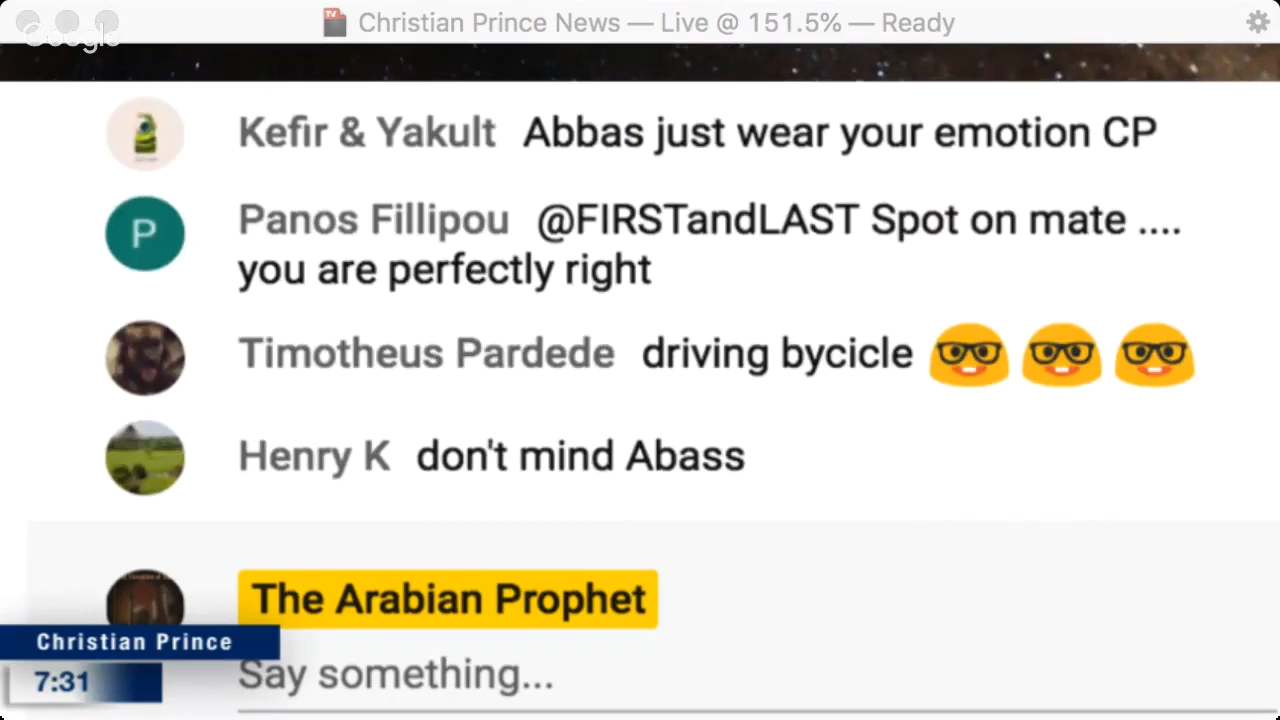 Christian Prince News — Live @ 151.5% — Ready
Google
Kefir & Yakult Abbas just wear your emotion CP
P
Panos Fillipou @FIRSTandLAST Spot on mate ....
you are perfectly right
Timotheus Pardede driving bycicle
Henry K don't mind Abass
The Arabian Prophet
Christian Prince
Say something...
7:31